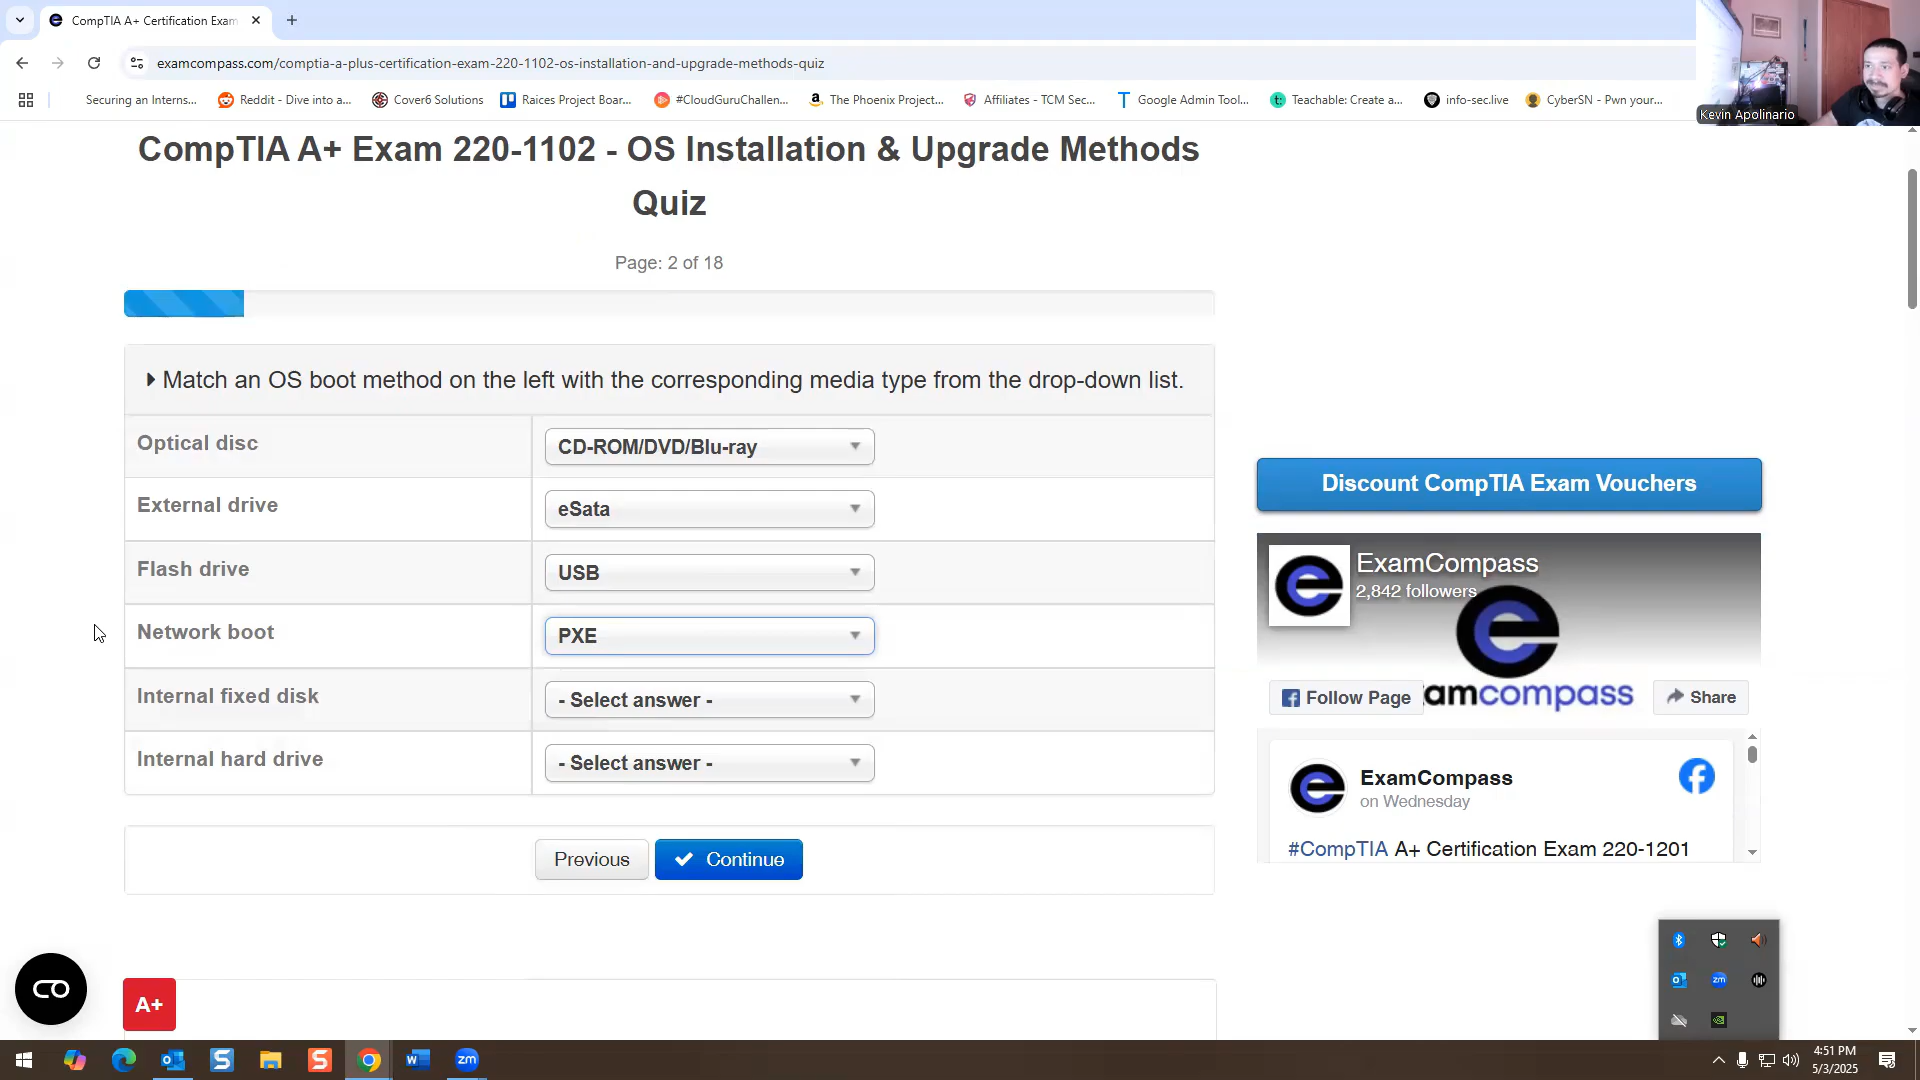 CompTIA A+ Certification Exam
examcompass.com/comptia-a-plus-certification-exam-220-1102-os-installation-and-upgrade-methods-quiz
Securing an Interns...
Reddit - Dive into a...
Cover6 Solutions
Raices Project Boar...
#CloudGuruChallen...
The Phoenix Project...
Affiliates - TCM Sec...
Google Admin Tool...
Teachable: Create a...
info-sec.live
CyberSN - Pwn your...
Kevin Apolinario
CompTIA A+ Exam 220-1102 - OS Installation & Upgrade Methods
Quiz
Page: 2 of 18
Match an OS boot method on the left with the corresponding media type from the drop-down list.
Optical disc
CD-ROM/DVD/Blu-ray
External drive
eSata
Flash drive
USB
Network boot
PXE
Internal fixed disk
- Select answer -
Internal hard drive
- Select answer -
Previous
Continue
A+
Discount CompTIA Exam Vouchers
ExamCompass
2,842 followers
Follow Page
amcompass
Share
ExamCompass
on Wednesday
#CompTIA A+ Certification Exam 220-1201
zm
4:51 PM
5/3/2025